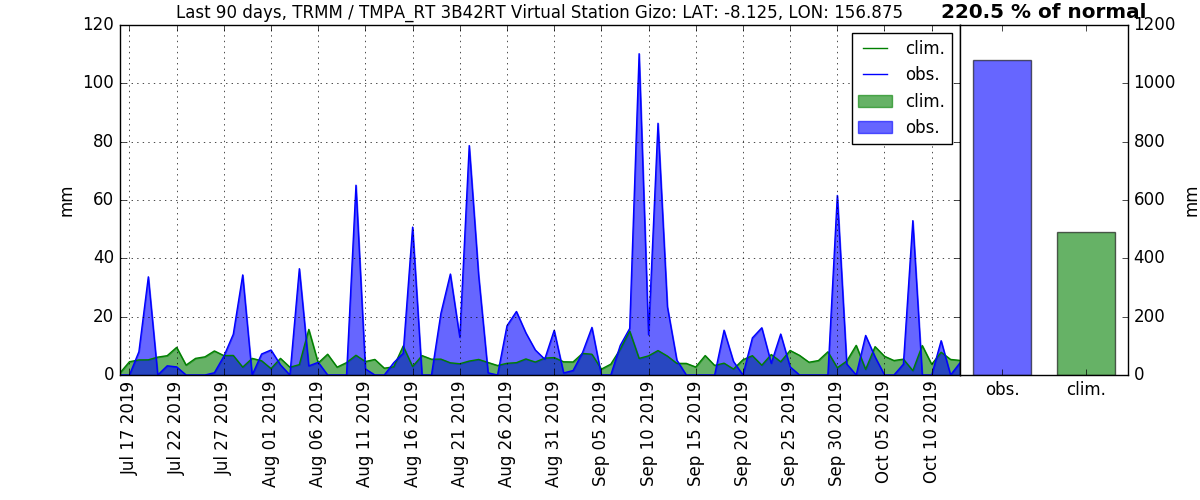 Last 90 days, TRMM / TMPA_RT 3B42RT Virtual Station Gizo: LAT: -8.125, LON: 156.875
220.5 % of normal
120
100
80
60
40
20
0
mm
clim.
obs.
clim.
obs.
1200
1000
800
600
400
200
0
mm
Jul 17 2019
Jul 22 2019
Jul 27 2019
Aug 01 2019
Aug 06 2019
Aug 11 2019
Aug 16 2019
Aug 21 2019
Aug 26 2019
Aug 31 2019
Sep 05 2019
Sep 10 2019
Sep 15 2019
Sep 20 2019
Sep 25 2019
Sep 30 2019
Oct 05 2019
Oct 10 2019
obs.
clim.